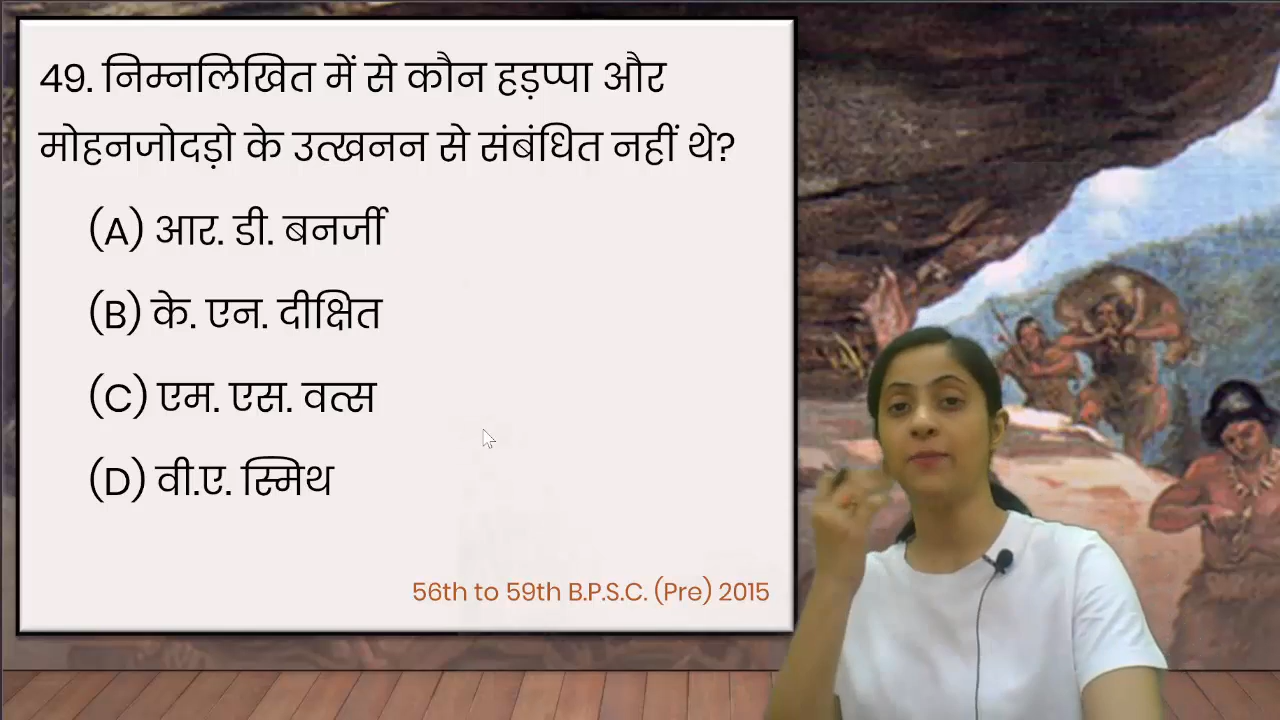 49. निम्नलिखित में से कौन हड़प्पा और
मोहनजोदड़ो के उत्खनन से संबंधित नहीं थे?
(A) आर. डी. बनर्जी
(B) के. एन. दीक्षित
(C) एम. एस. वत्स
(D) वी.ए. स्मिथ
56th to 59th B.P.S.C. (Pre) 2015